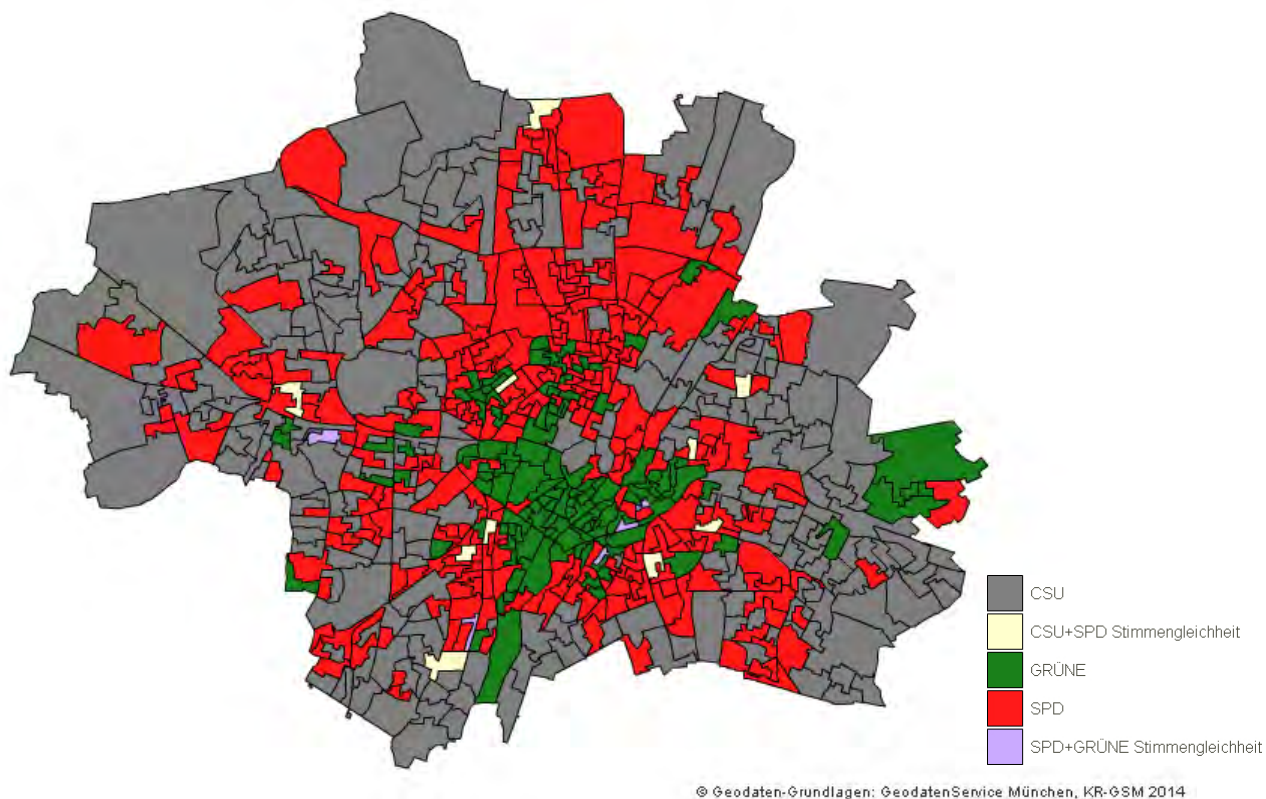 CSU
CSU+SPD Stimmengleichheit
GRÜNE
SPD
SPD+GRÜNE Stimmengleichheit
© Geodaten-Grundlagen: GeodatenService München, KR-GSM 2014